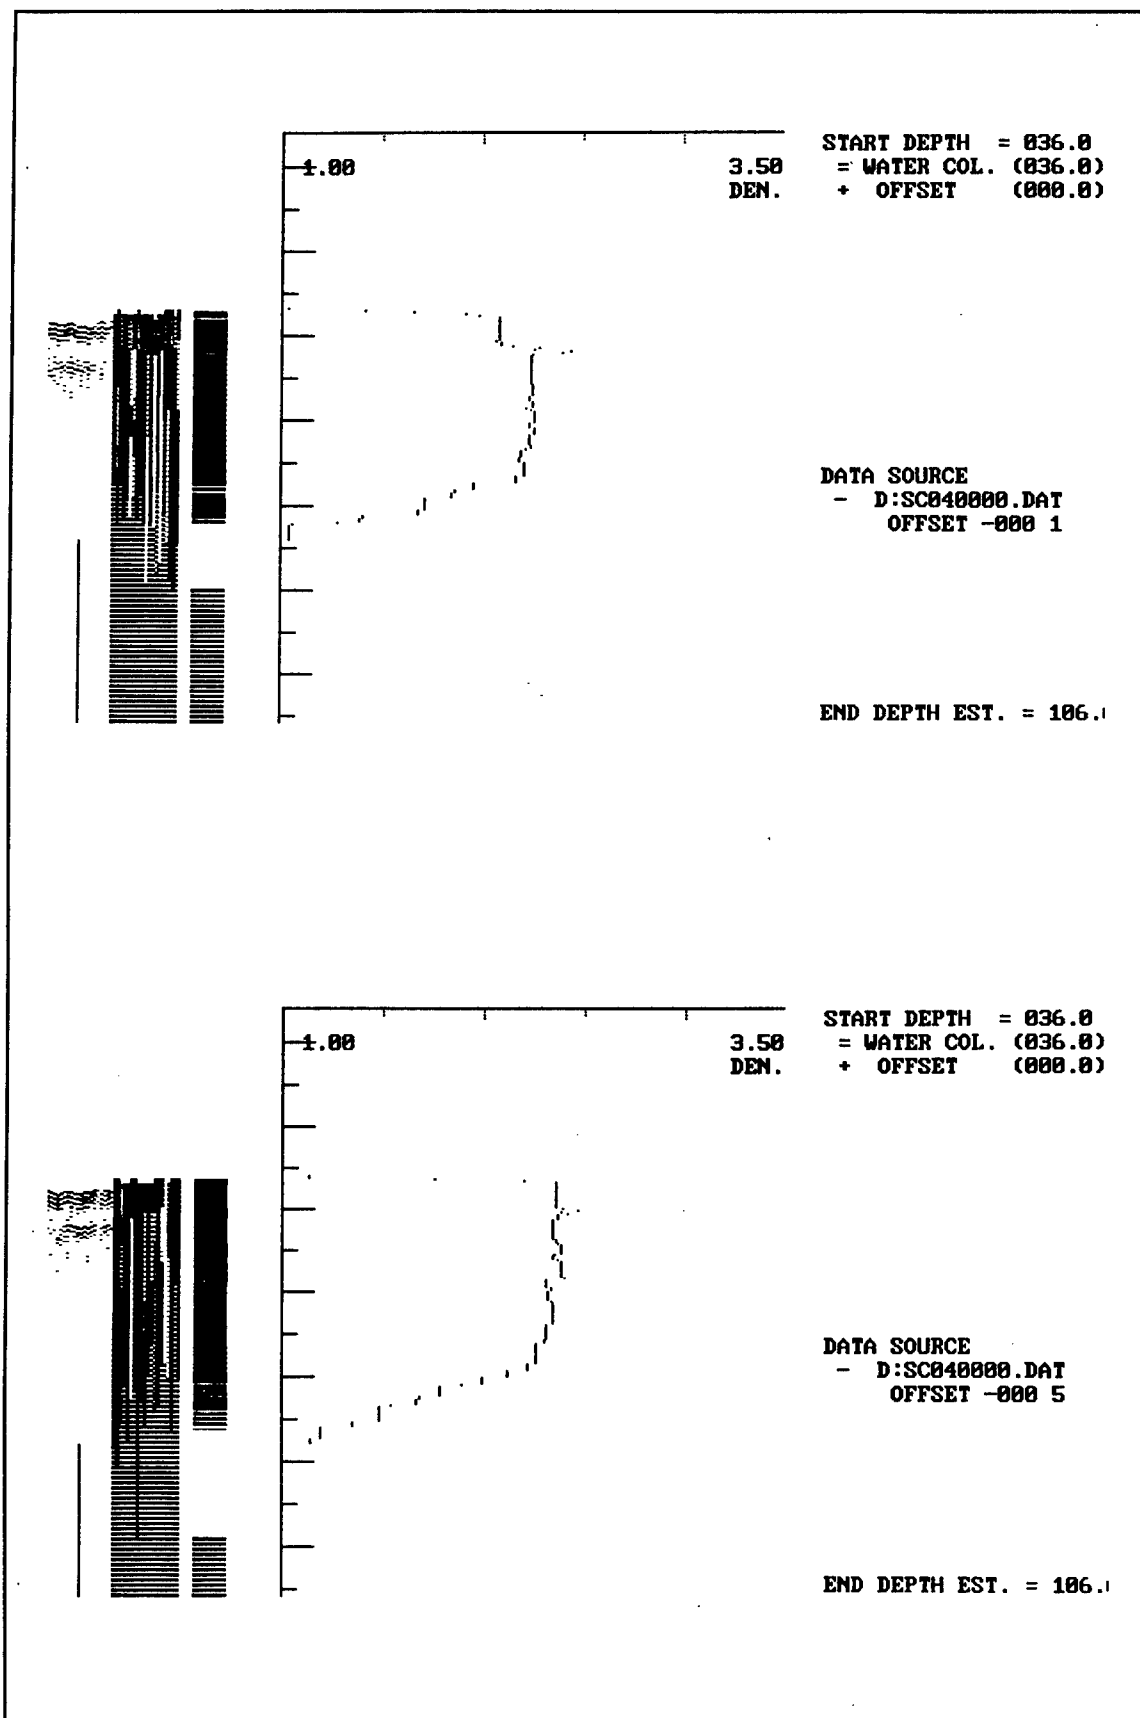 START DEPTH = 036.0
1.00 3.50 = WATER COL. (036.0)
DEN. + OFFSET (000.0)
DATA SOURCE
- D:SC040000.DAT
OFFSET -000 1
END DEPTH EST. = 106.
START DEPTH = 036.0
1.00 3.50 = WATER COL. (036.0)
DEN. + OFFSET (000.0)
DATA SOURCE
- D:SC040000.DAT
OFFSET -000 5
END DEPTH EST. = 106.